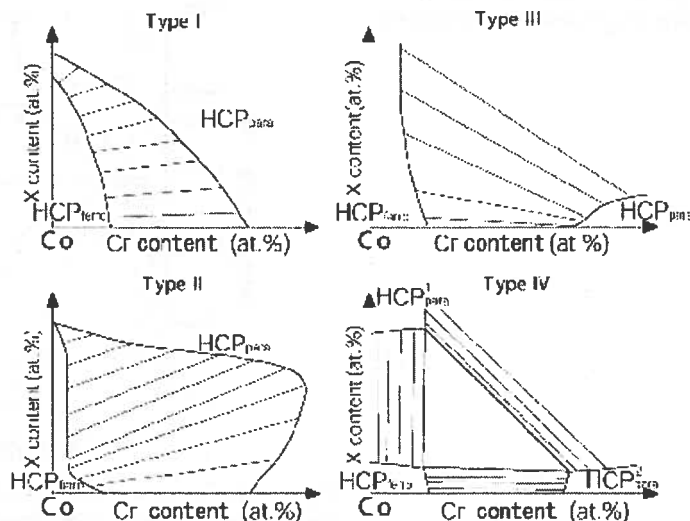 Type I
X content (at.%)
HCPpara
HCPferro
Co
Cr content (at.%)
Type III
X content (at.%)
HCPferro
HCPpara
Co
Cr content (at.%)
Type II
X content (at.%)
HCPpara
HCPferro
Co
Cr content (at.%)
Type IV
HCP¹para
X content (at.%)
HCPferro
Co
Cr content (at.%)